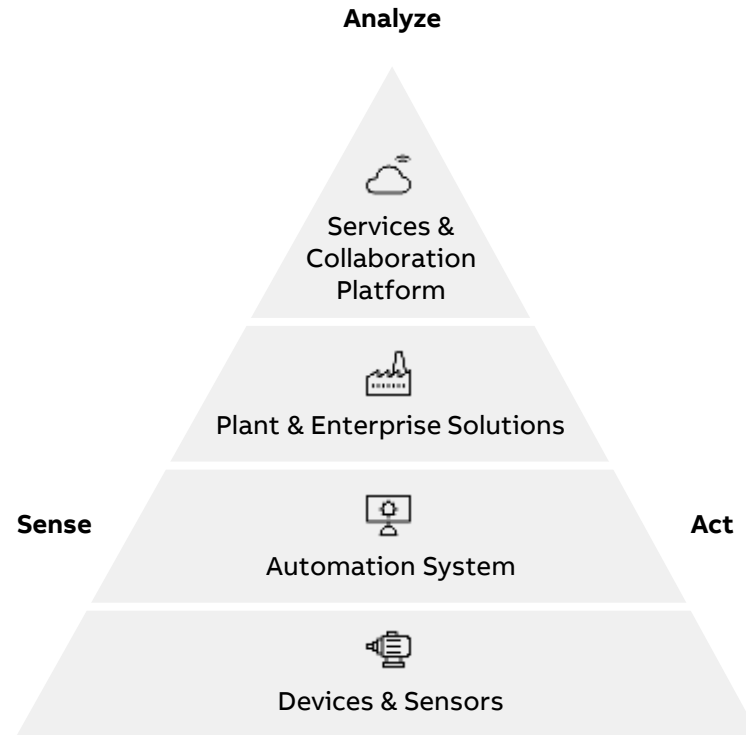 Analyze
Services &
Collaboration
Platform
Plant & Enterprise Solutions
Sense
Act
Automation System
Devices & Sensors